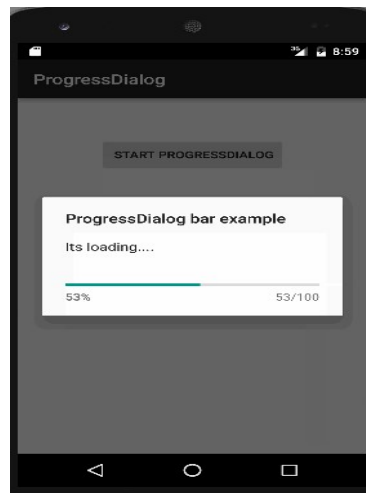 8:59
ProgressDialog
START PROGRESSDIALOG
ProgressDialog bar example
Its loading....
53%
53/100